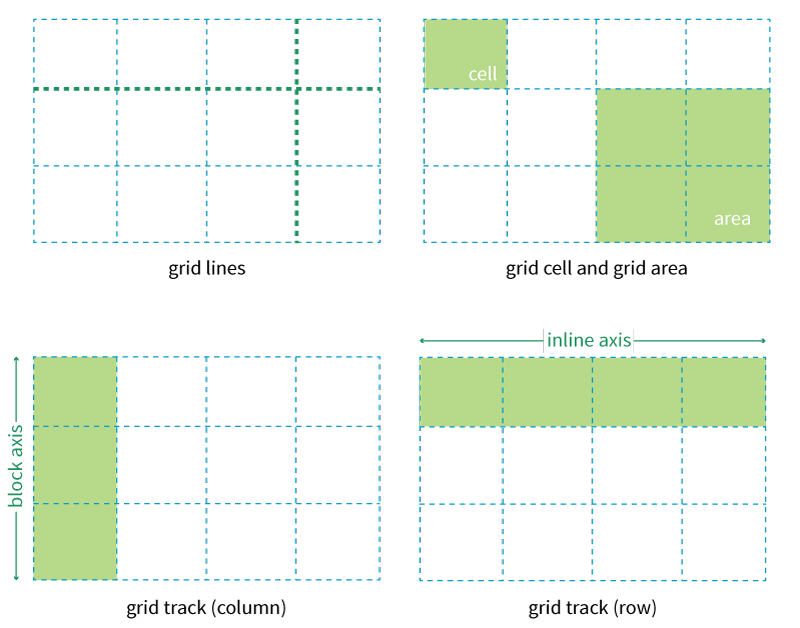 cell
area
grid lines
grid cell and grid area
inline axis
block axis
grid track (column)
grid track (row)